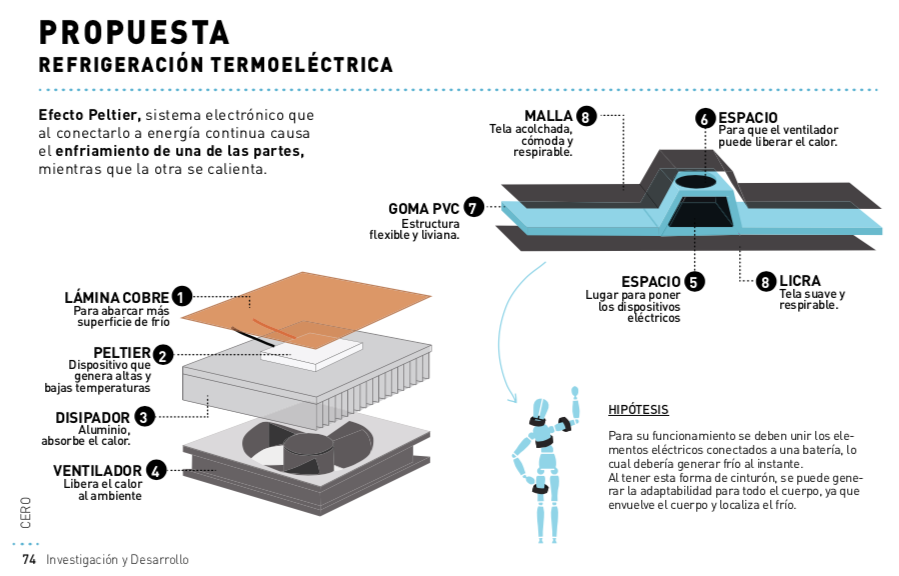 PROPUESTA
REFRIGERACIÓN TERMOELÉCTRICA
Efecto Peltier, sistema electrónico que
al conectarlo a energía continua causa
el enfriamiento de una de las partes,
mientras que la otra se calienta.
MALLA 8
Tela acolchada,
cómoda y
respirable.
6 ESPACIO
Para que el ventilador
puede liberar el calor.
GOMA PVC 7
Estructura
flexible y liviana.
ESPACIO 5
Lugar para poner
los dispositivos
eléctricos
8 LICRA
Tela suave y
respirable.
LÁMINA COBRE 1
Para abarcar más
superficie de frío
PELTIER 2
Dispositivo que
genera altas y
bajas temperaturas
DISIPADOR 3
Aluminio,
absorbe el calor.
VENTILADOR 4
Libera el calor
al ambiente
HIPÓTESIS
Para su funcionamiento se deben unir los ele-
mentos eléctricos conectados a una batería, lo
cual debería generar frío al instante.
Al tener esta forma de cinturón, se puede gene-
rar la adaptabilidad para todo el cuerpo, ya que
envuelve el cuerpo y localiza el frío.
CERO
74 Investigación y Desarrollo